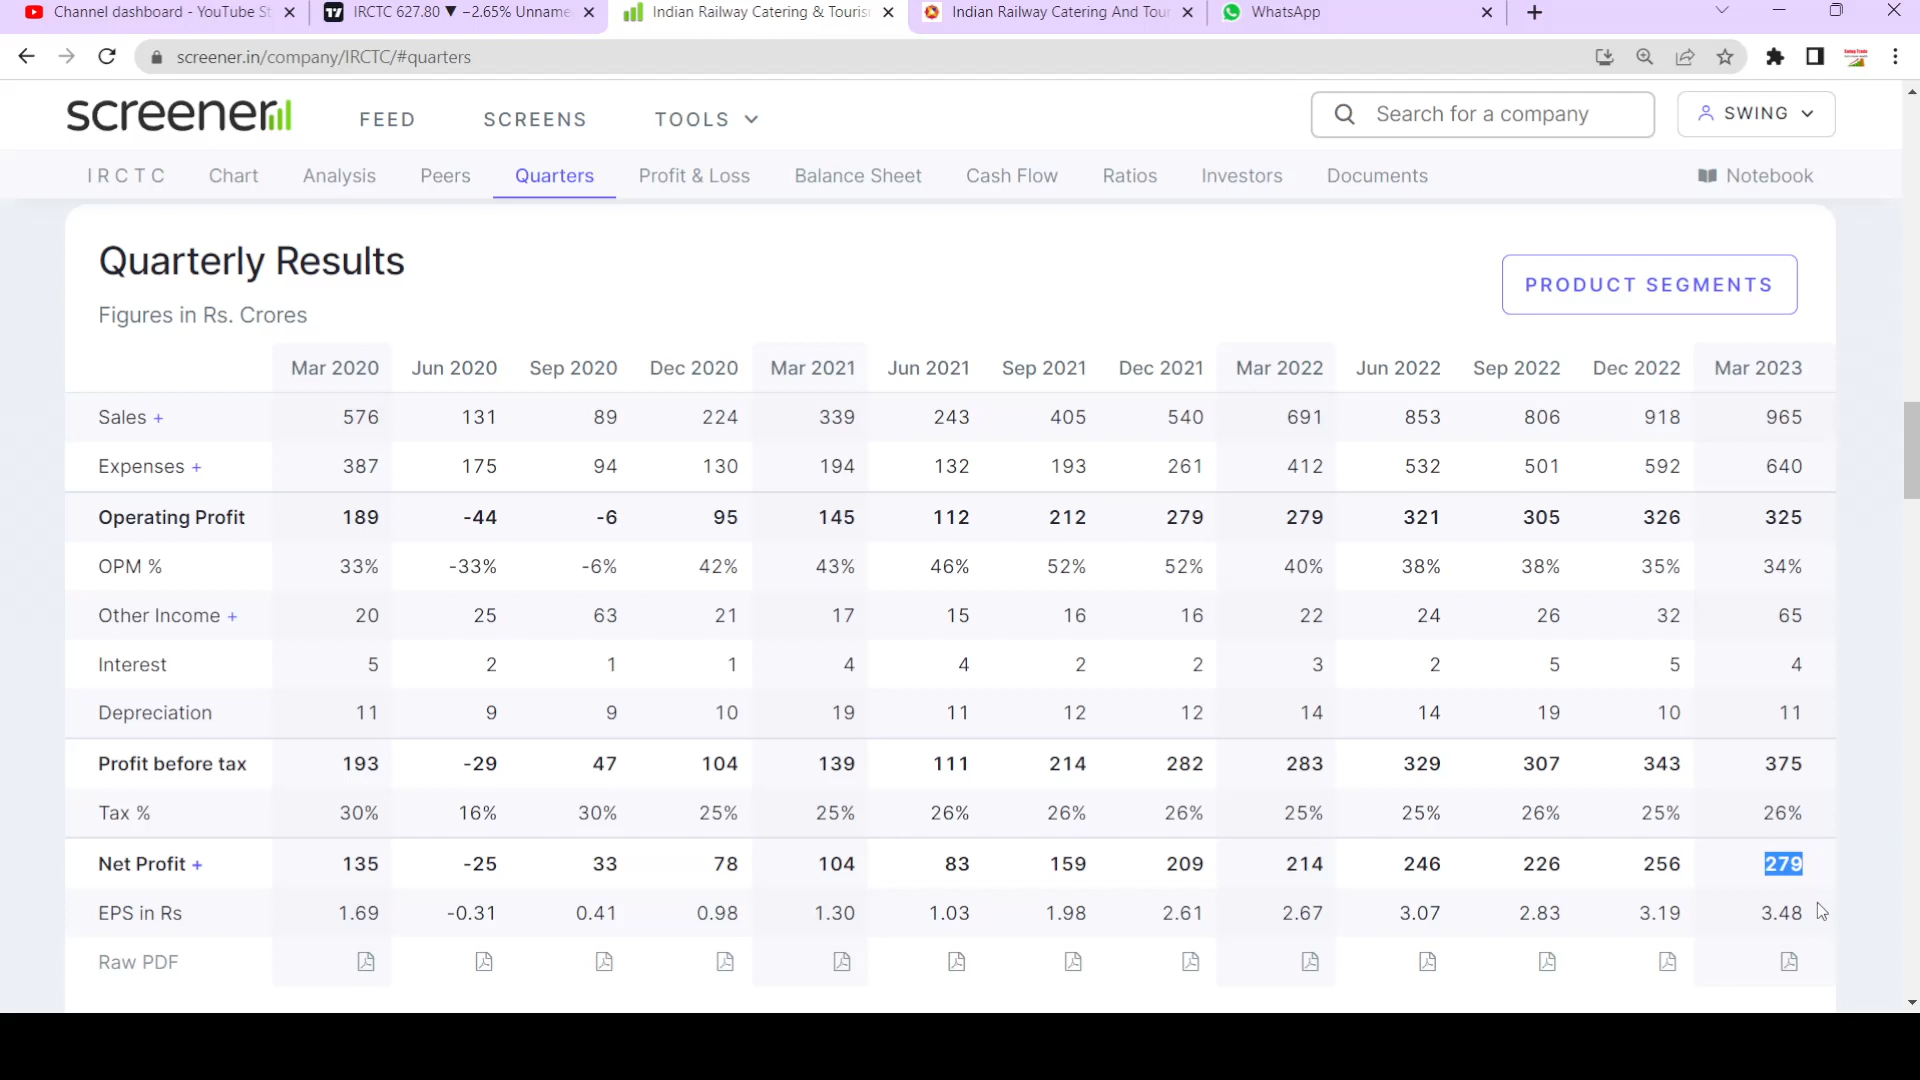 Channel dashboard - YouTube St
IRCTC 627.80 ▼ −2.65% Unname
Indian Railway Catering & Touris
Indian Railway Catering And Tour
WhatsApp
screener.in/company/IRCTC/#quarters
screener
FEED SCREENS TOOLS
Search for a company
SWING
I R C T C Chart Analysis Peers Quarters Profit & Loss Balance Sheet Cash Flow Ratios Investors Documents Notebook
Quarterly Results
PRODUCT SEGMENTS
Figures in Rs. Crores
Mar 2020 Jun 2020 Sep 2020 Dec 2020 Mar 2021 Jun 2021 Sep 2021 Dec 2021 Mar 2022 Jun 2022 Sep 2022 Dec 2022 Mar 2023
Sales + 576 131 89 224 339 243 405 540 691 853 806 918 965
Expenses + 387 175 94 130 194 132 193 261 412 532 501 592 640
Operating Profit 189 -44 -6 95 145 112 212 279 279 321 305 326 325
OPM % 33% -33% -6% 42% 43% 46% 52% 52% 40% 38% 38% 35% 34%
Other Income + 20 25 63 21 17 15 16 16 22 24 26 32 65
Interest 5 2 1 1 4 4 2 2 3 2 5 5 4
Depreciation 11 9 9 10 19 11 12 12 14 14 19 10 11
Profit before tax 193 -29 47 104 139 111 214 282 283 329 307 343 375
Tax % 30% 16% 30% 25% 25% 26% 26% 26% 25% 25% 26% 25% 26%
Net Profit + 135 -25 33 78 104 83 159 209 214 246 226 256 279
EPS in Rs 1.69 -0.31 0.41 0.98 1.30 1.03 1.98 2.61 2.67 3.07 2.83 3.19 3.48
Raw PDF